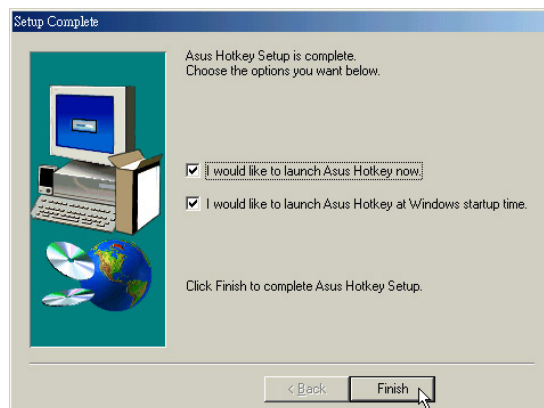 Setup Complete
Asus Hotkey Setup is complete.
Choose the options you want below.
I would like to launch Asus Hotkey now.
I would like to launch Asus Hotkey at Windows startup time.
Click Finish to complete Asus Hotkey Setup.
< Back
Finish